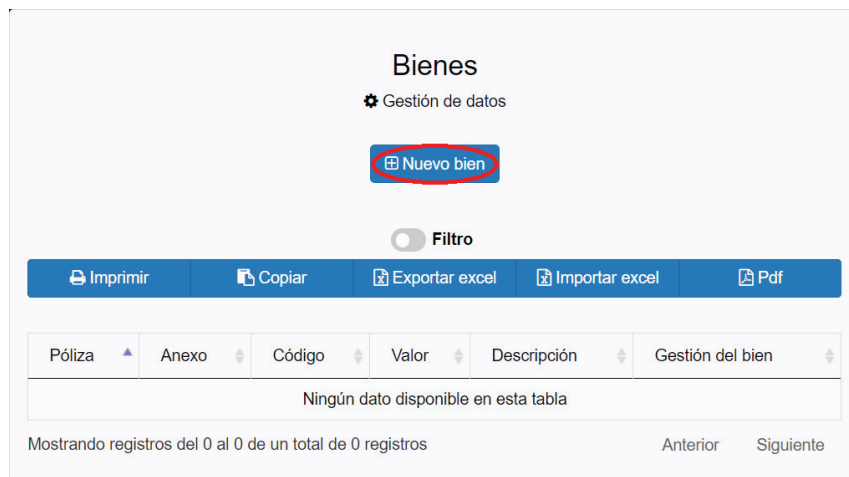 Bienes
Gestión de datos
Nuevo bien
Filtro
Imprimir Copiar Exportar excel Importar excel Pdf
Póliza Anexo Código Valor Descripción Gestión del bien
Ningún dato disponible en esta tabla
Mostrando registros del 0 al 0 de un total de 0 registros Anterior Siguiente